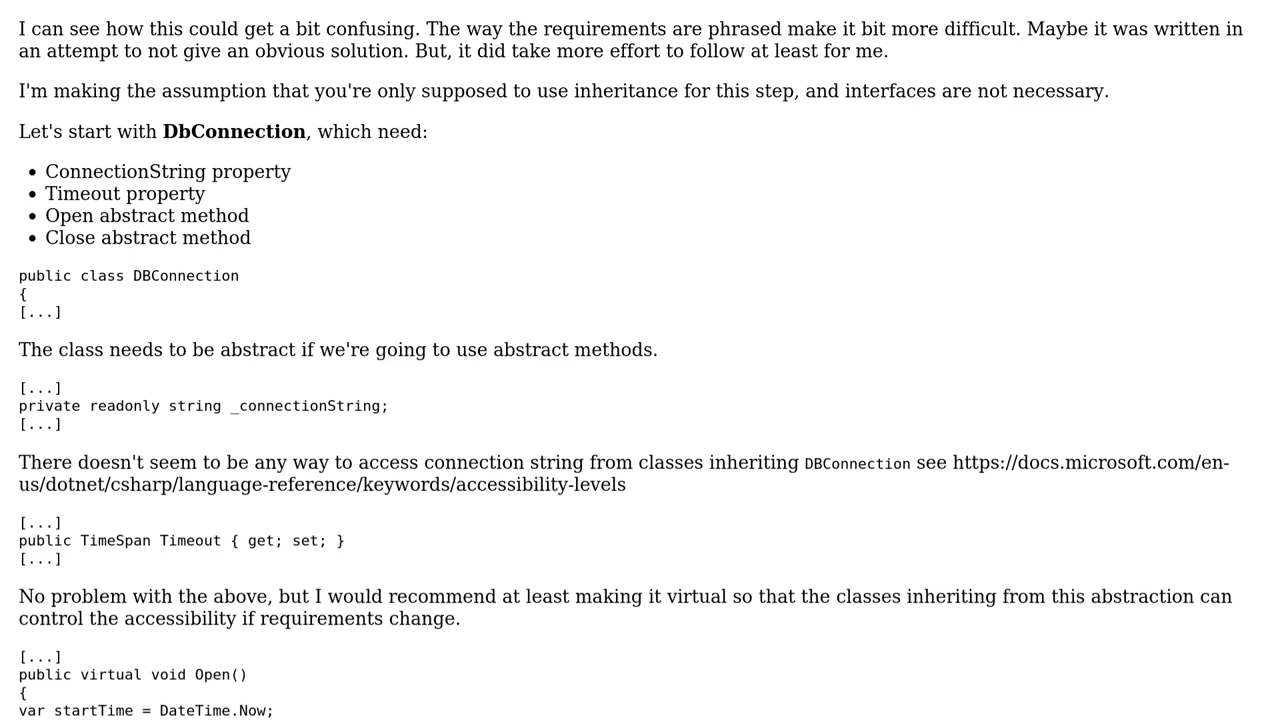 I can see how this could get a bit confusing. The way the requirements are phrased make it bit more difficult. Maybe it was written in
an attempt to not give an obvious solution. But, it did take more effort to follow at least for me.
I'm making the assumption that you're only supposed to use inheritance for this step, and interfaces are not necessary.
Let's start with DbConnection, which need:
• ConnectionString property
• Timeout property
• Open abstract method
• Close abstract method
public class DBConnection
{
[...]
The class needs to be abstract if we're going to use abstract methods.
[...]
private readonly string _connectionString;
[...]
There doesn't seem to be any way to access connection string from classes inheriting DBConnection see https://docs.microsoft.com/en-
us/dotnet/csharp/language-reference/keywords/accessibility-levels
[...]
public TimeSpan Timeout { get; set; }
[...]
No problem with the above, but I would recommend at least making it virtual so that the classes inheriting from this abstraction can
control the accessibility if requirements change.
[...]
public virtual void Open()
{
var startTime = DateTime.Now;